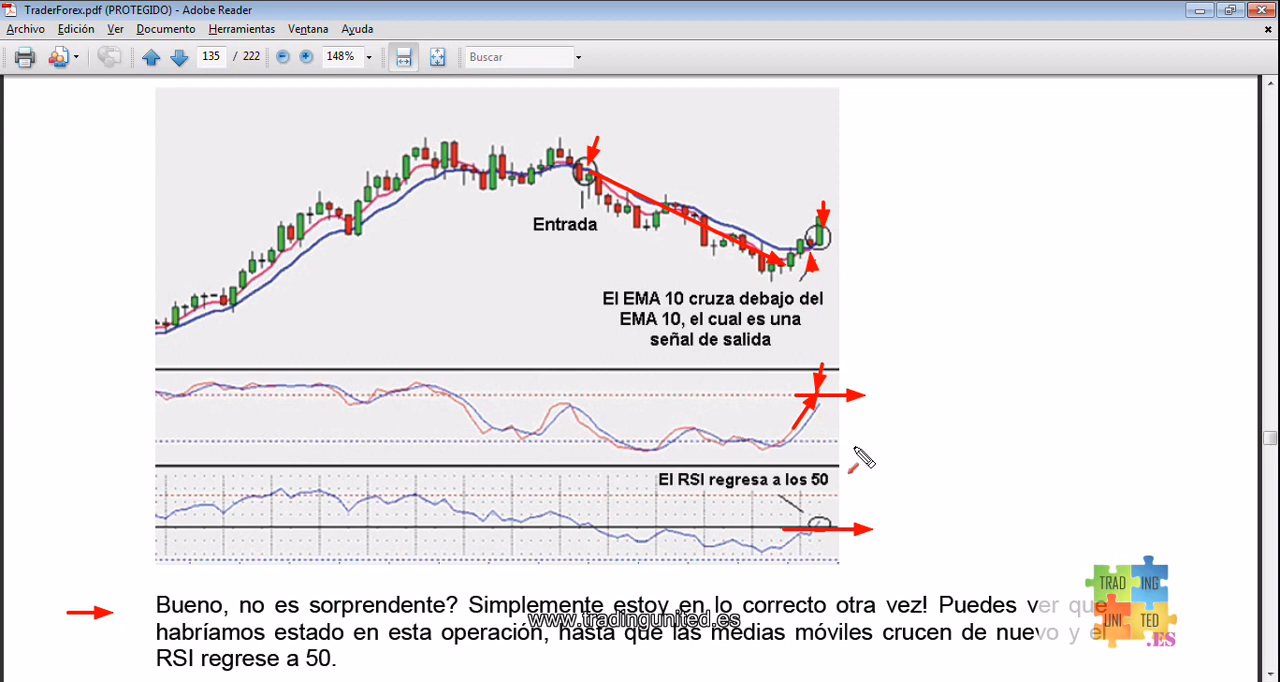 TraderForex.pdf (PROTEGIDO) - Adobe Reader
Archivo Edición Ver Documento Herramientas Ventana Ayuda
135 / 222 148% Buscar
Entrada
El EMA 10 cruza debajo del
EMA 10, el cual es una
señal de salida
El RSI regresa a los 50
Bueno, no es sorprendente? Simplemente estoy en lo correcto otra vez! Puedes ver que
www.tradingunited.es
habríamos estado en esta operación, hasta que las medias móviles crucen de nuevo y el
RSI regrese a 50.
TRAD ING
UNI TED
.ES